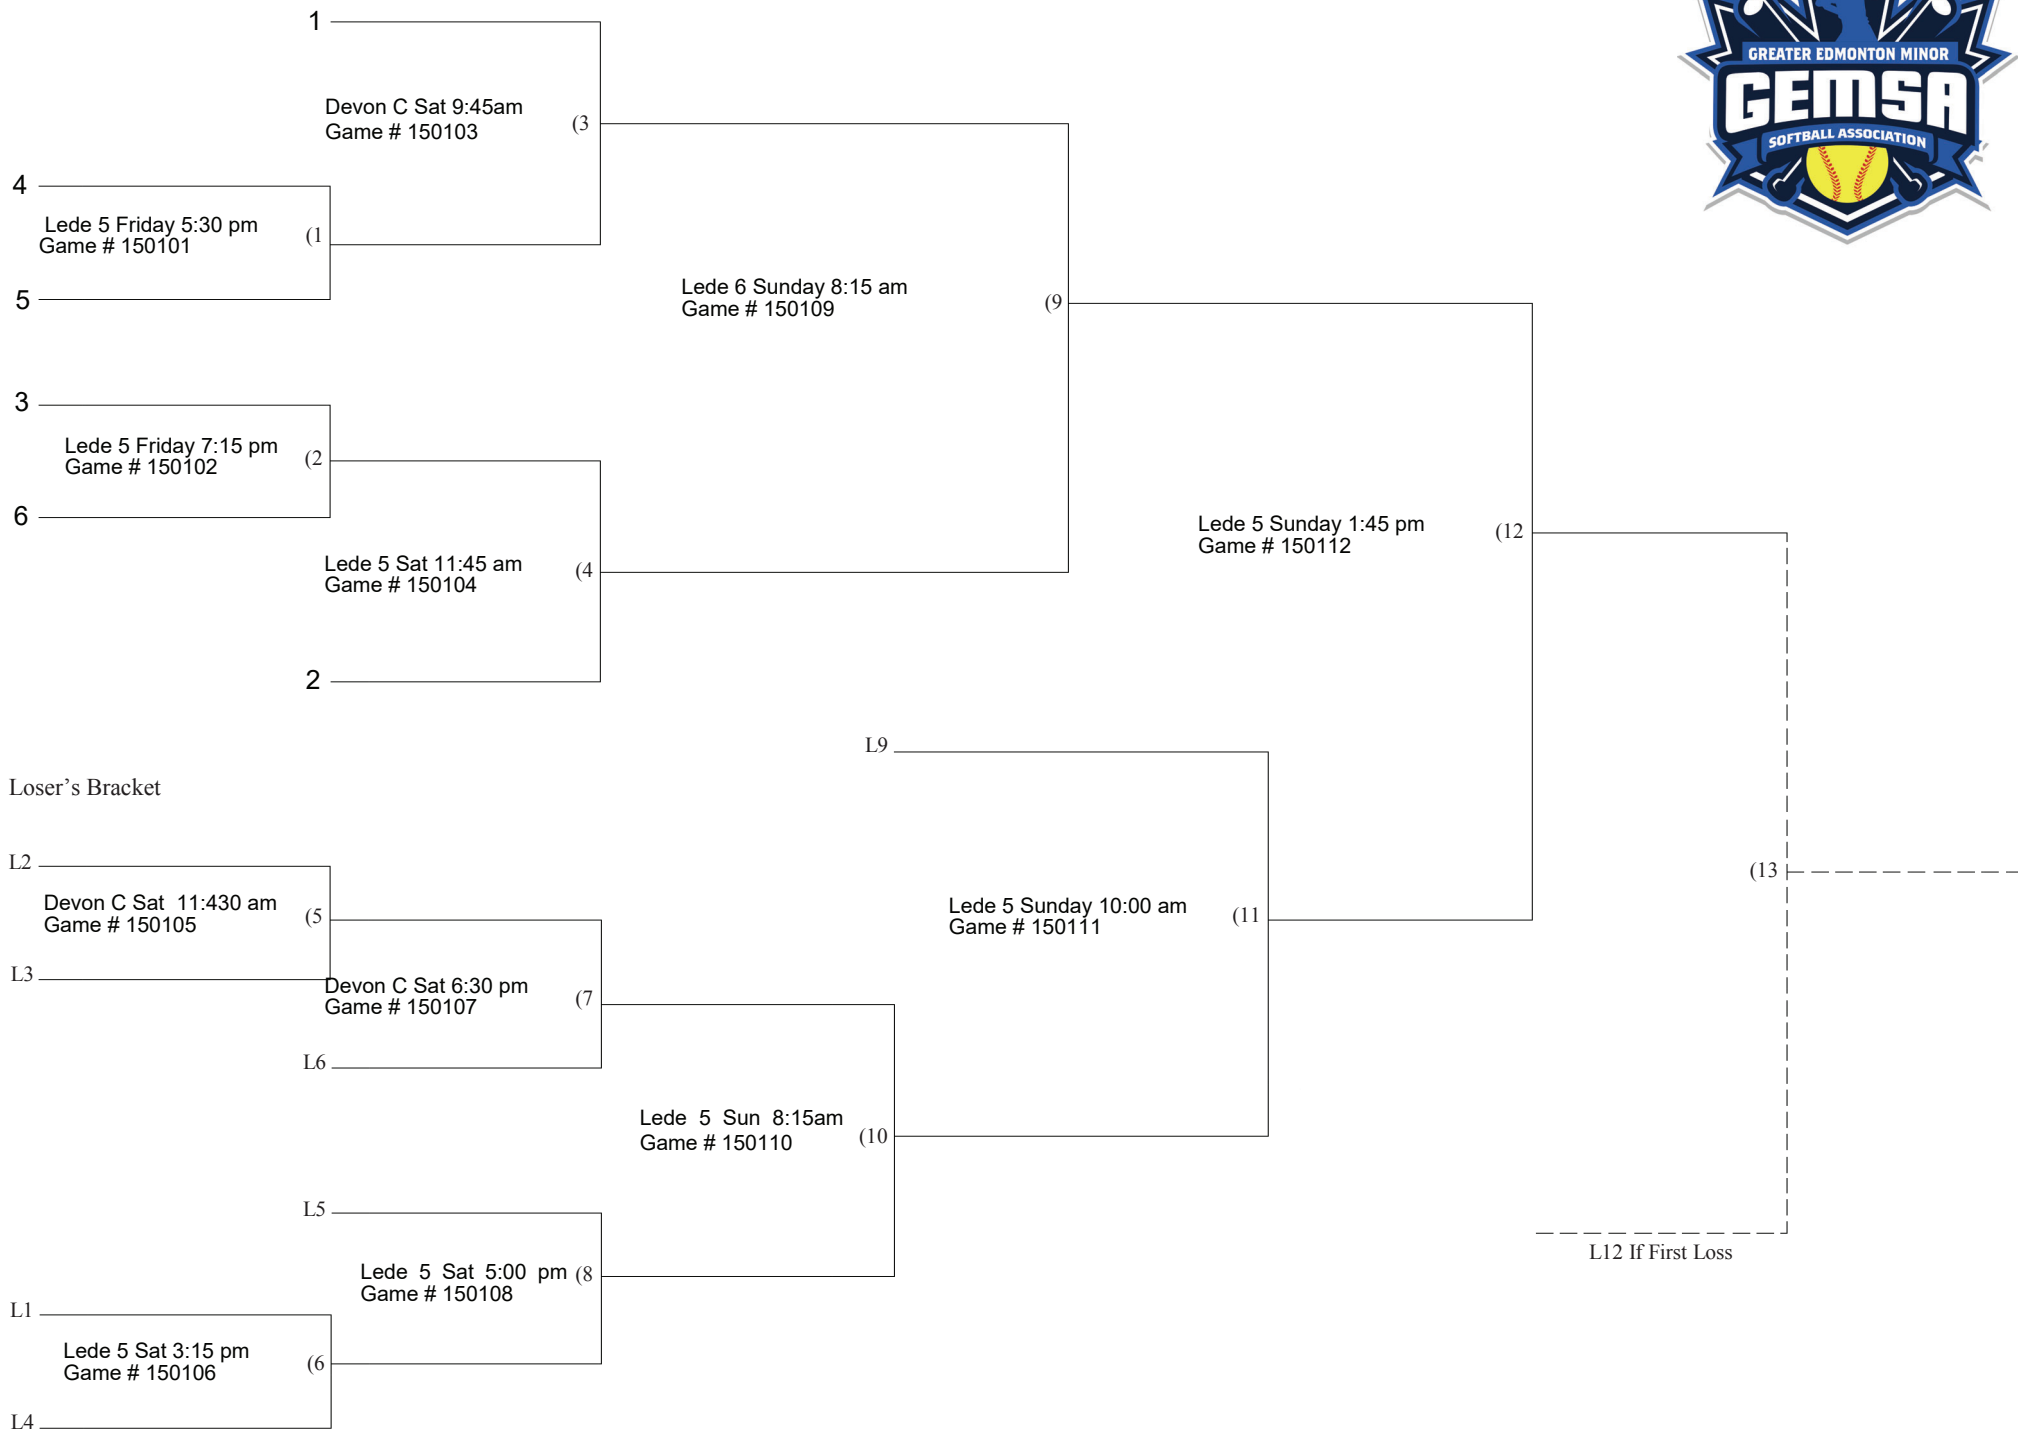 1
GREATER EDMONTON MINOR
GEMSA
SOFTBALL ASSOCIATION
Devon C Sat 9:45am
Game # 150103
(3
4
Lede 5 Friday 5:30 pm
Game # 150101
(1
5
Lede 6 Sunday 8:15 am
Game # 150109
(9
3
Lede 5 Friday 7:15 pm
Game # 150102
(2
6
Lede 5 Sunday 1:45 pm
Game # 150112
(12
Lede 5 Sat 11:45 am
Game # 150104
(4
2
L9
Loser’s Bracket
L2
Devon C Sat 11:430 am
Game # 150105
(5
L3
Lede 5 Sunday 10:00 am
Game # 150111
(11
(13
Devon C Sat 6:30 pm
Game # 150107
(7
L6
Lede 5 Sun 8:15am
Game # 150110
(10
L5
L12 If First Loss
Lede 5 Sat 5:00 pm
Game # 150108
(8
L1
Lede 5 Sat 3:15 pm
Game # 150106
(6
L4